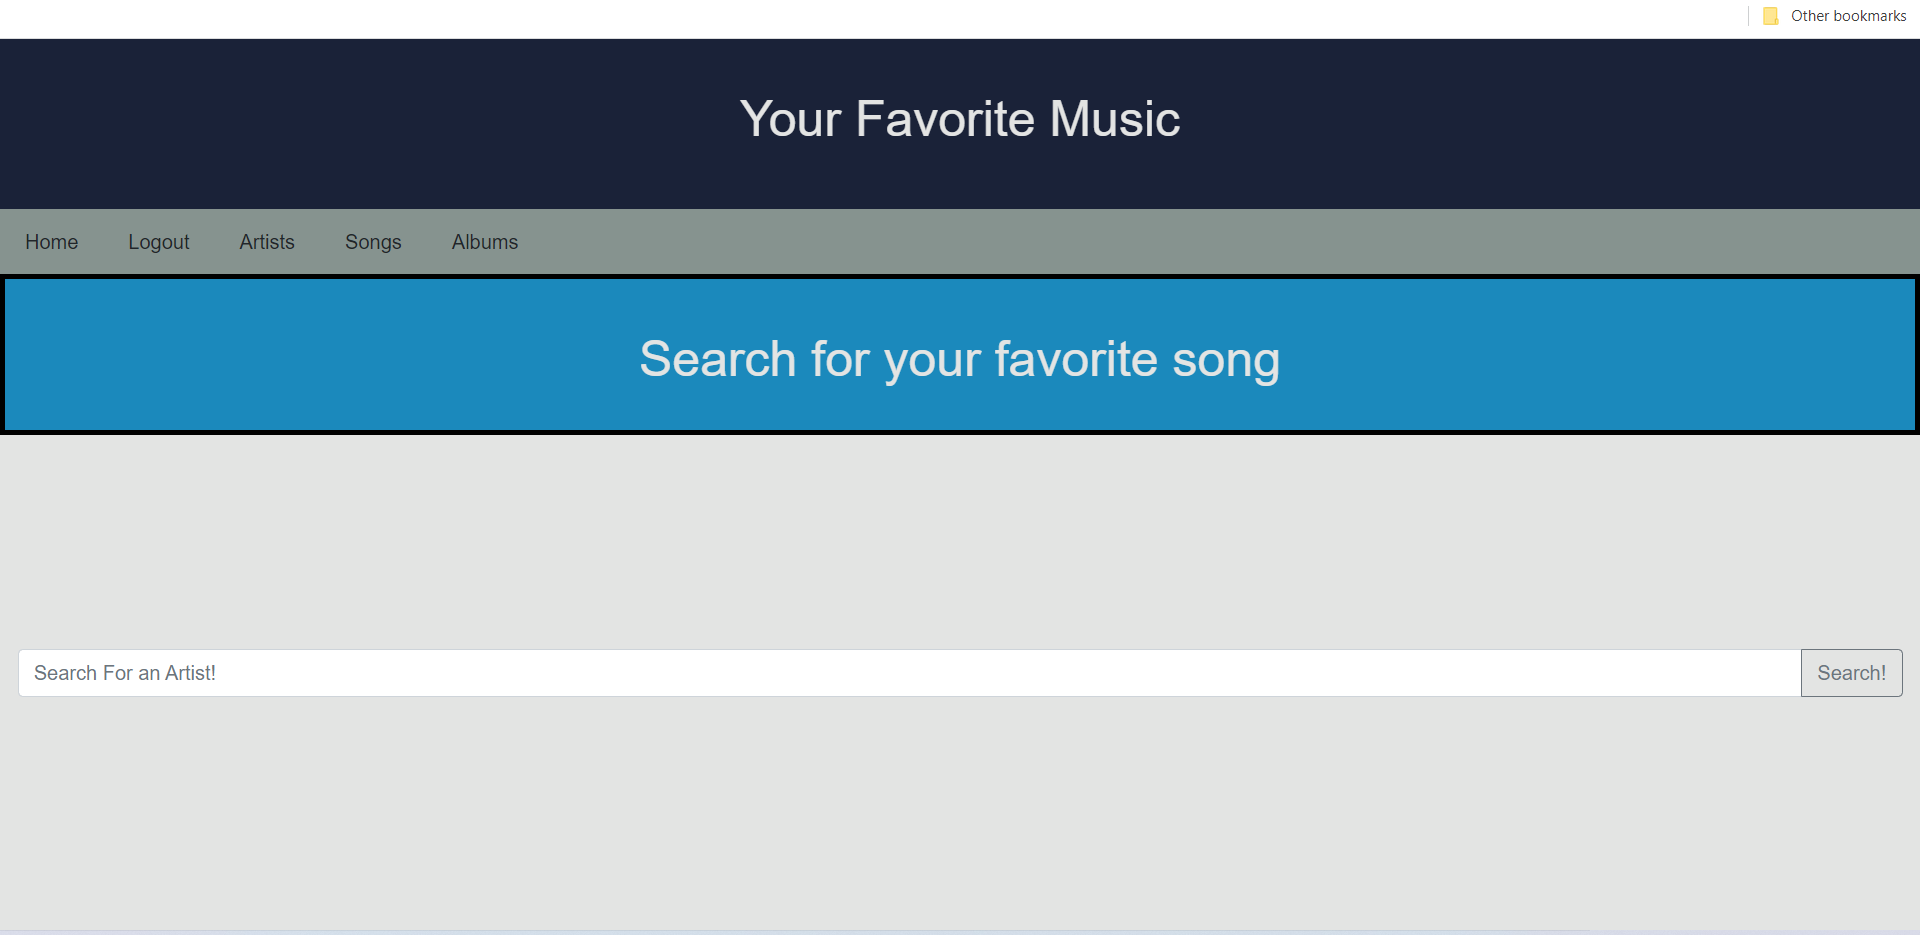 Other bookmarks
Your Favorite Music
Home Logout Artists Songs Albums
Search for your favorite song
Search For an Artist! Search!